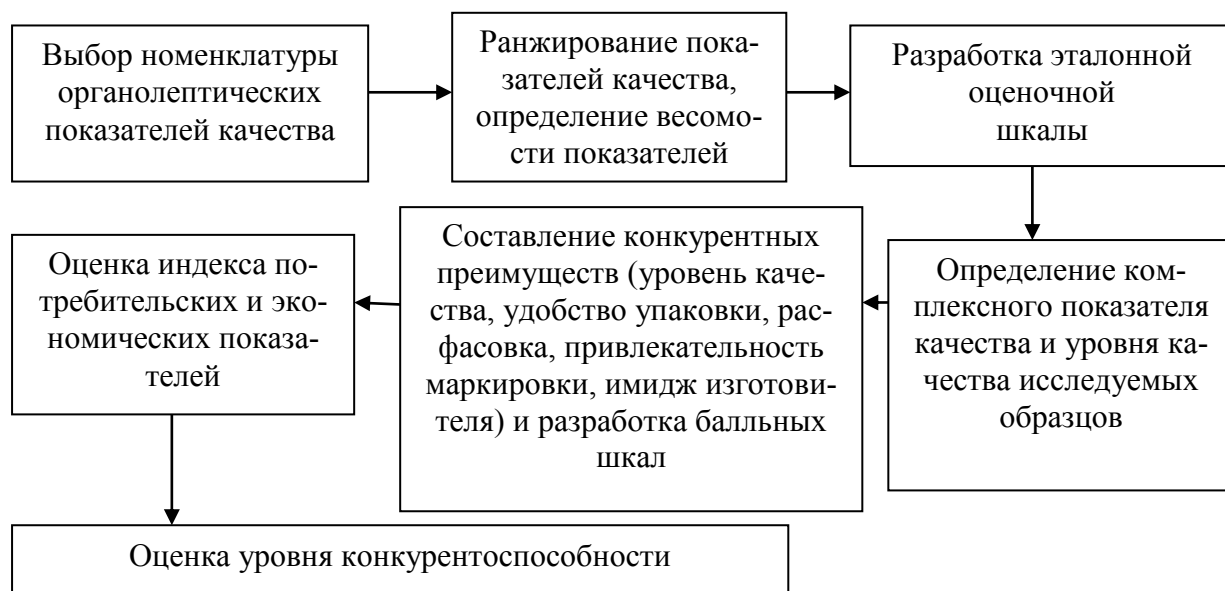 Выбор номенклатуры
органолептических
показателей качества
Ранжирование пока-
зателей качества,
определение весомо-
сти показателей
Разработка эталонной
оценочной
шкалы
Определение ком-
плексного показателя
качества и уровня ка-
чества исследуемых
образцов
Составление конкурентных
преимуществ (уровень каче-
ства, удобство упаковки, рас-
фасовка, привлекательность
маркировки, имидж изготови-
теля) и разработка балльных
шкал
Оценка индекса по-
требительских и эко-
номических показа-
телей
Оценка уровня конкурентоспособности